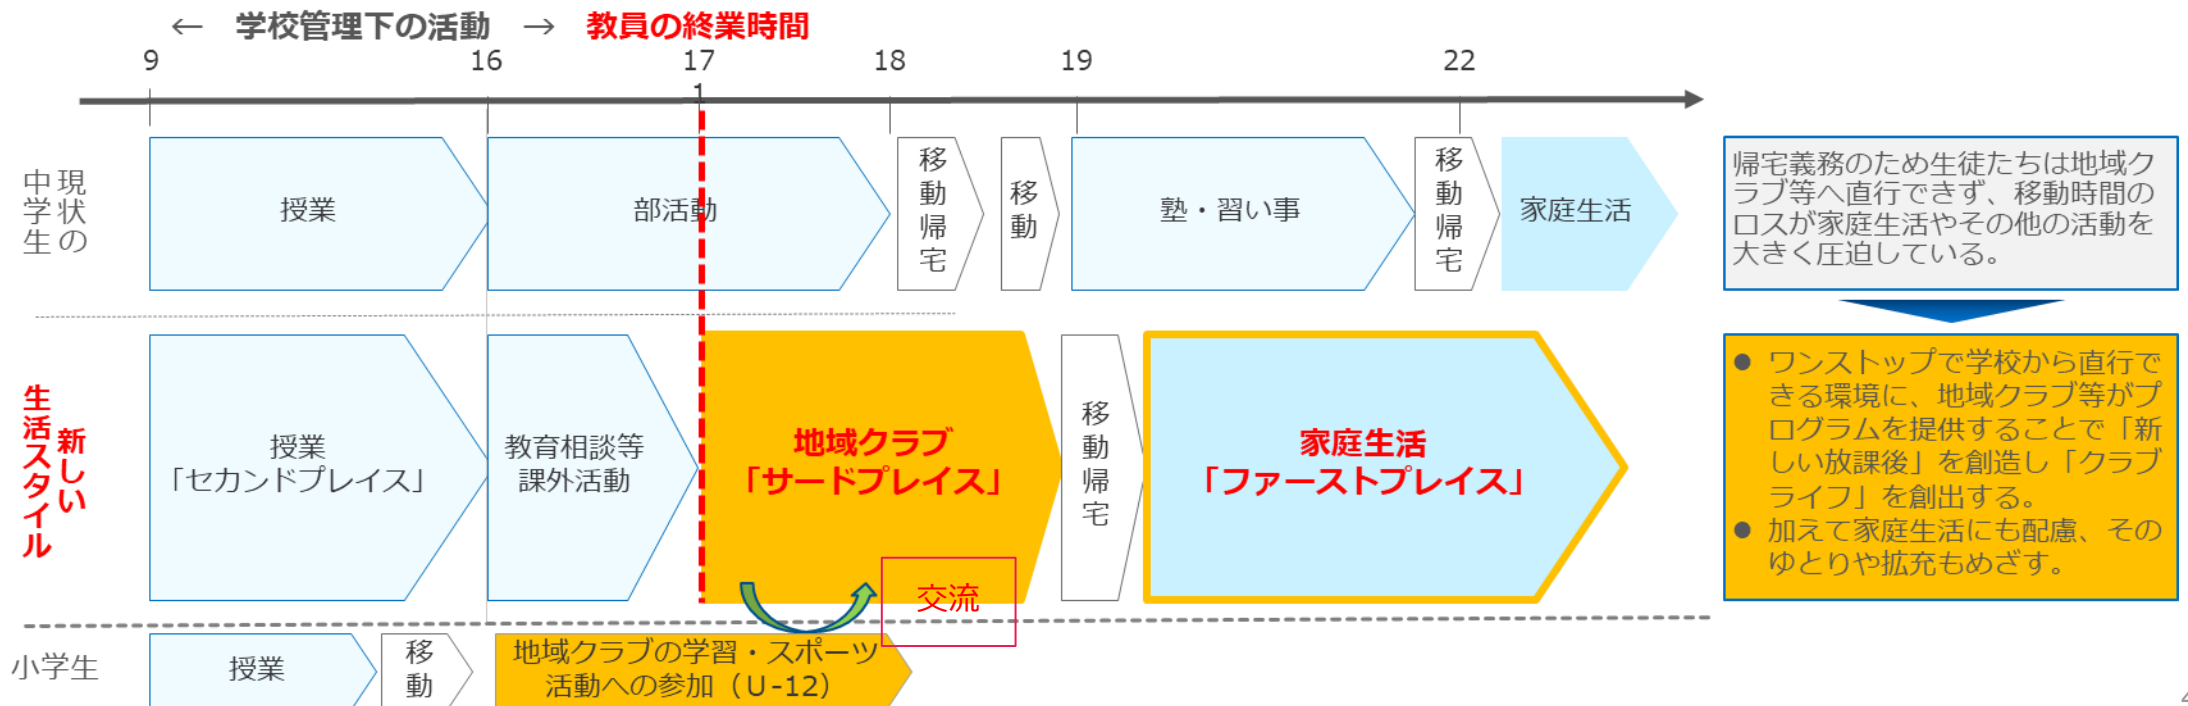 ← 学校管理下の活動 → 教員の終業時間
9 16 17 18 19 22
1
現状の
中学生
授業
部活動
移動帰宅
移動
塾・習い事
移動帰宅
家庭生活
帰宅義務のため生徒たちは地域ク
ラブ等へ直行できず、移動時間の
ロスが家庭生活やその他の活動を
大きく圧迫している。
新しい
生活スタイル
授業
「セカンドプレイス」
教育相談等
課外活動
地域クラブ
「サードプレイス」
移動帰宅
家庭生活
「ファーストプレイス」
● ワンストップで学校から直行で
きる環境に、地域クラブ等がプ
ログラムを提供することで「新
しい放課後」を創造し「クラブ
ライフ」を創出する。
● 加えて家庭生活にも配慮、その
ゆとりや拡充もめざす。
交流
小学生
授業
移動
地域クラブの学習・スポーツ
活動への参加（U-12）